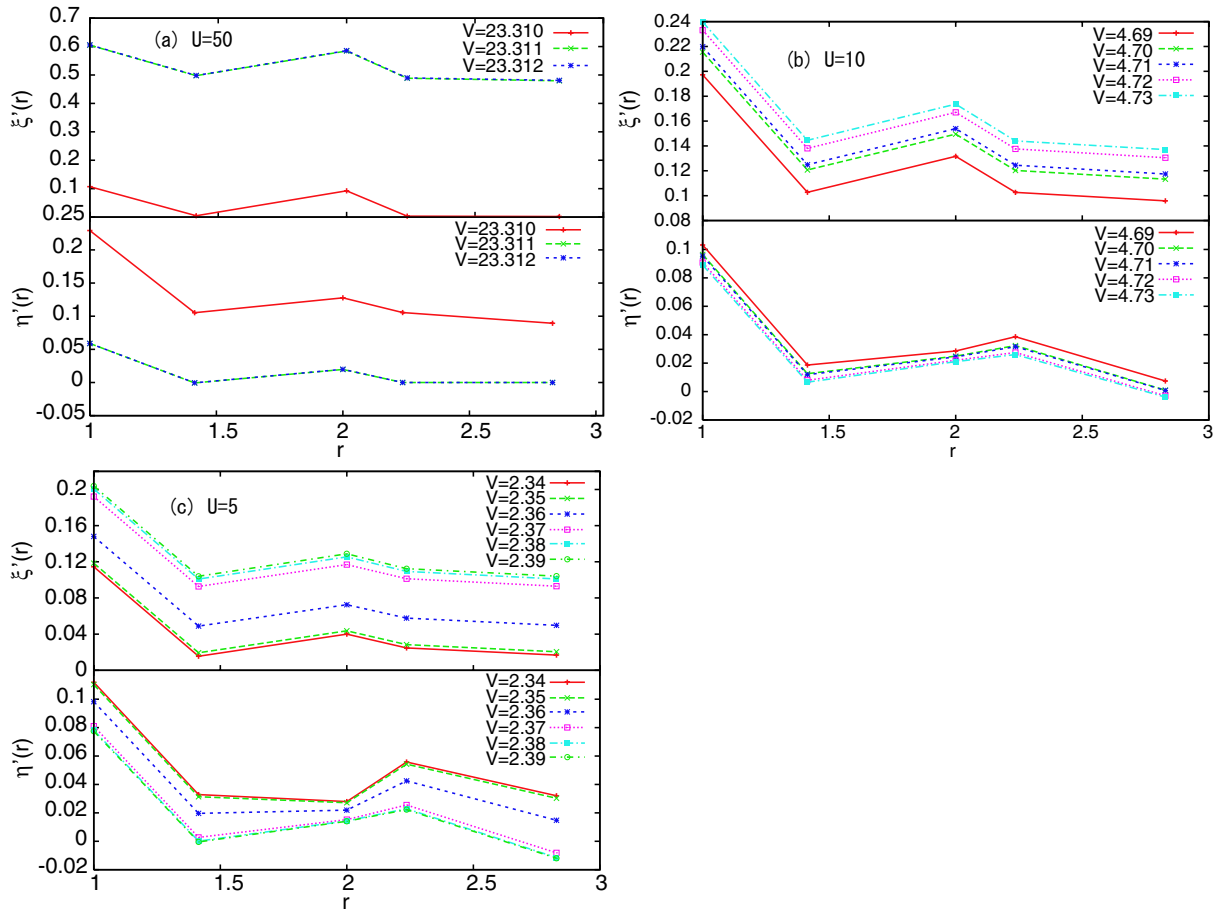 0.7
0.6
0.5
0.4
0.3
0.2
0.1
0.25
ξ'(r)
(a) U=50
V=23.310
V=23.311
V=23.312
0.2
0.15
0.1
0.05
0
-0.05
η'(r)
V=23.310
V=23.311
V=23.312
1
1.5
2
2.5
3
r
0.24
0.22
0.2
0.18
0.16
0.14
0.12
0.1
0.08
ξ'(r)
(b) U=10
V=4.69
V=4.70
V=4.71
V=4.72
V=4.73
0.1
0.08
0.06
0.04
0.02
0
-0.02
η'(r)
V=4.69
V=4.70
V=4.71
V=4.72
V=4.73
1
1.5
2
2.5
3
r
0.2
0.16
0.12
0.08
0.04
0
ξ'(r)
(c) U=5
V=2.34
V=2.35
V=2.36
V=2.37
V=2.38
V=2.39
0.1
0.08
0.06
0.04
0.02
0
-0.02
η'(r)
V=2.34
V=2.35
V=2.36
V=2.37
V=2.38
V=2.39
1
1.5
2
2.5
3
r